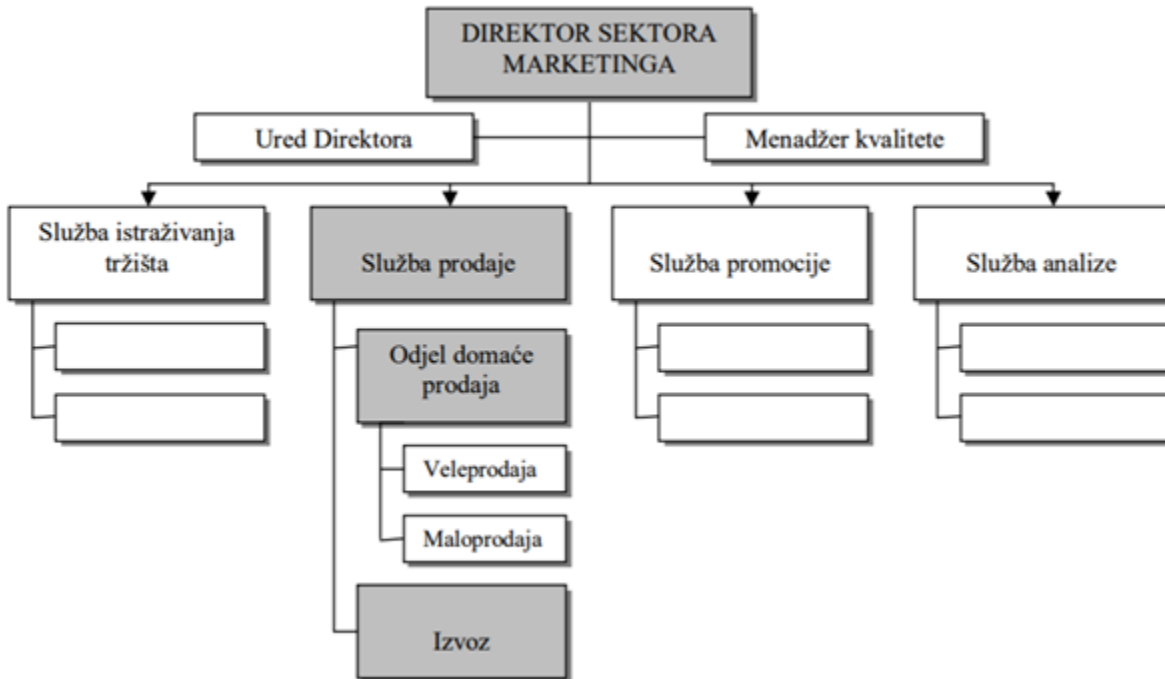 DIREKTOR SEKTORA
MARKETINGA
Ured Direktora
Menadžer kvalitete
Služba istraživanja
tržišta
Služba prodaje
Služba promocije
Služba analize
Odjel domaće
prodaja
Veleprodaja
Maloprodaja
Izvoz